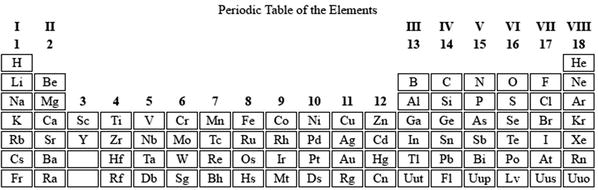 Periodic Table of the Elements
I II III IV V VI VII VIII
1 2 13 14 15 16 17 18
H He
Li Be B C N O F Ne
Na Mg 3 4 5 6 7 8 9 10 11 12 Al Si P S Cl Ar
K Ca Sc Ti V Cr Mn Fe Co Ni Cu Zn Ga Ge As Se Br Kr
Rb Sr Y Zr Nb Mo Tc Ru Rh Pd Ag Cd In Sn Sb Te I Xe
Cs Ba Hf Ta W Re Os Ir Pt Au Hg Tl Pb Bi Po At Rn
Fr Ra Rf Db Sg Bh Hs Mt Ds Rg Cn Uut Fl Uup Lv Uus Uuo